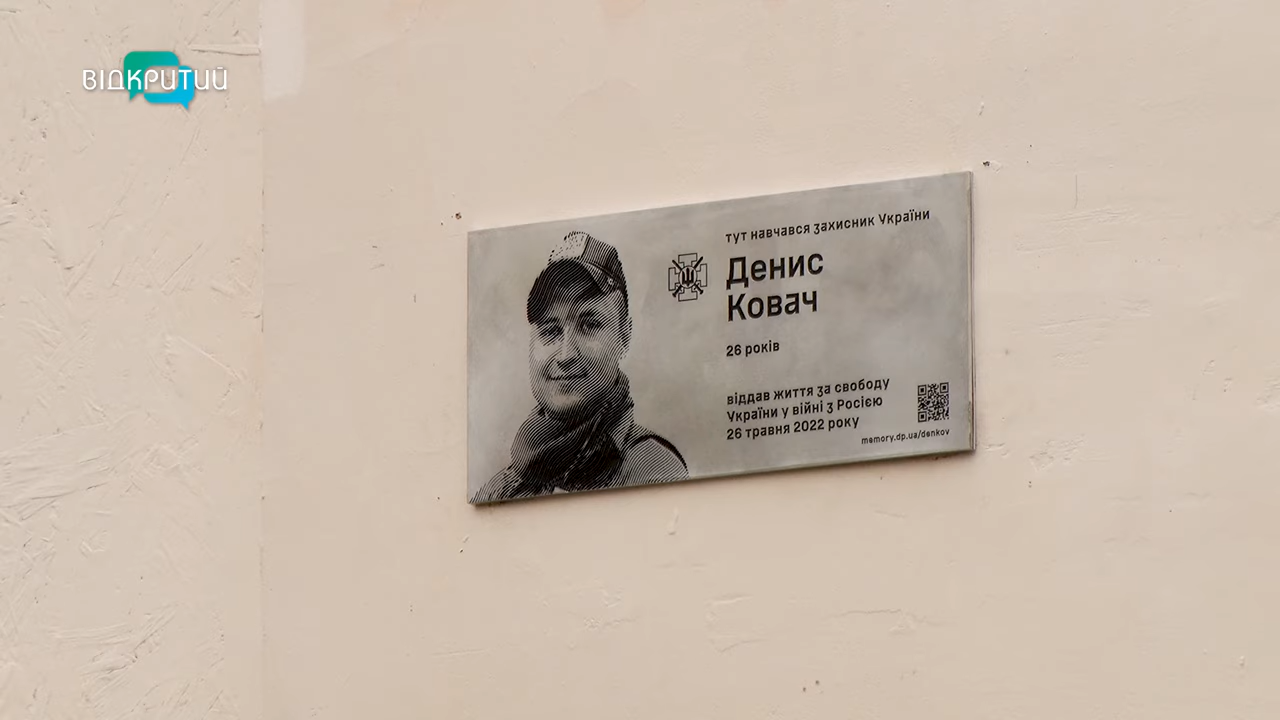 ВІДКРИТИЙ
тут навчався захисник України
Денис
Ковач
26 років
віддав життя за свободу
України у війні з Росією
26 травня 2022 року
memory.dp.ua/denkov